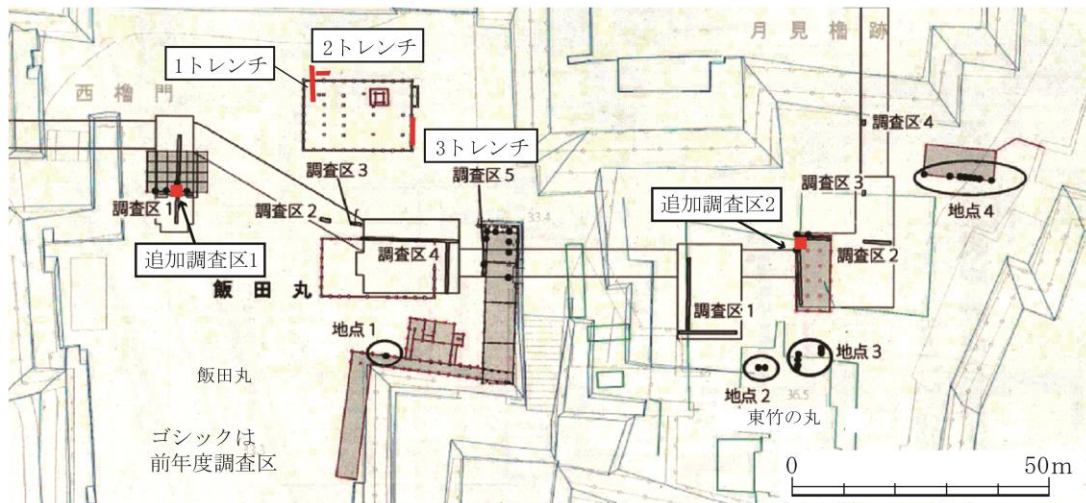 月見櫓跡
2トレンチ
1トレンチ
西櫓門
調査区4
3トレンチ
調査区3
調査区5
調査区3
追加調査区2
調査区1
調査区2
33.4
地点4
追加調査区1
調査区4
調査区2
飯田丸
調査区1
地点1
地点3
飯田丸
地点2
36.5
東竹の丸
ゴシックは
前年度調査区
0
50m